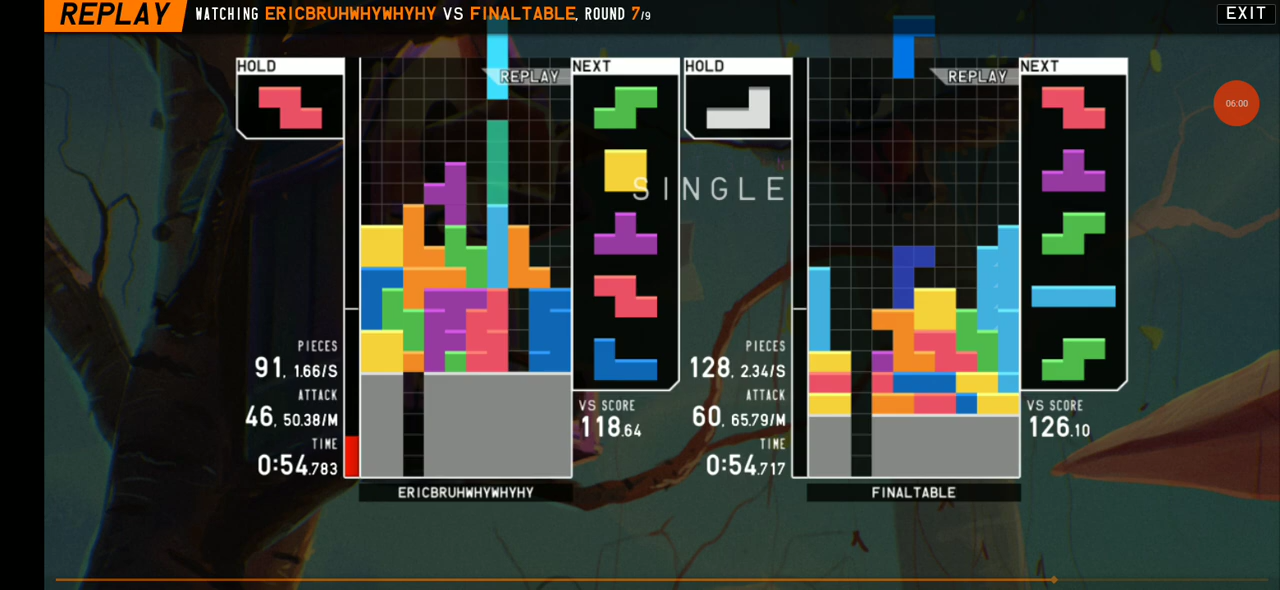 REPLAY WATCHING ERICBRUHWHYWHYHY VS FINALTABLE, ROUND 7/9 EXIT
HOLD REPLAY NEXT HOLD REPLAY NEXT
06:00
SINGLE
PIECES
91, 1.66/S
ATTACK
46, 50.38/M
TIME
0:54.783
VS SCORE
118.64
PIECES
128, 2.34/S
ATTACK
60, 65.79/M
TIME
0:54.717
VS SCORE
126.10
ERICBRUHWHYWHYHY FINALTABLE